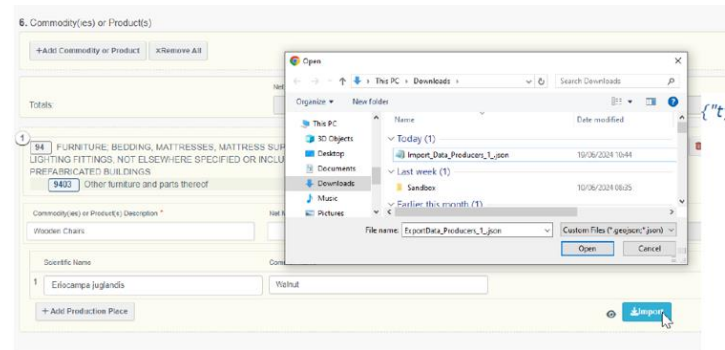 6. Commodity(ies) or Product(s)
+Add Commodity or Product xRemove All
Open
This PC > Downloads >
Search Downloads
Organize New folder
Net
Totals
{"t
This PC
3D Objects
Desktop
Documents
Downloads
Music
Pictures
Name Date modified
Today (1)
Import_Data_Producers_1_.json 19/06/2024 16:44
Last week (1)
Sandbox 10/06/2024 06:35
Earlier this month (1)
File name: ExportData_Producers_1_.json Custom Files (*.geojson;*.json)
Open Cancel
1
94 FURNITURE; BEDDING, MATTRESSES, MATTRESS SUP
LIGHTING FITTINGS, NOT ELSEWHERE SPECIFIED OR INCLU
PREFABRICATED BUILDINGS
9403 Other furniture and parts thereof
Commodity(ies) or Product(s) Description * Net M
Wooden Chairs
Scientific Name Com
1 Eriocampa juglandis Walnut
+ Add Production Place Import